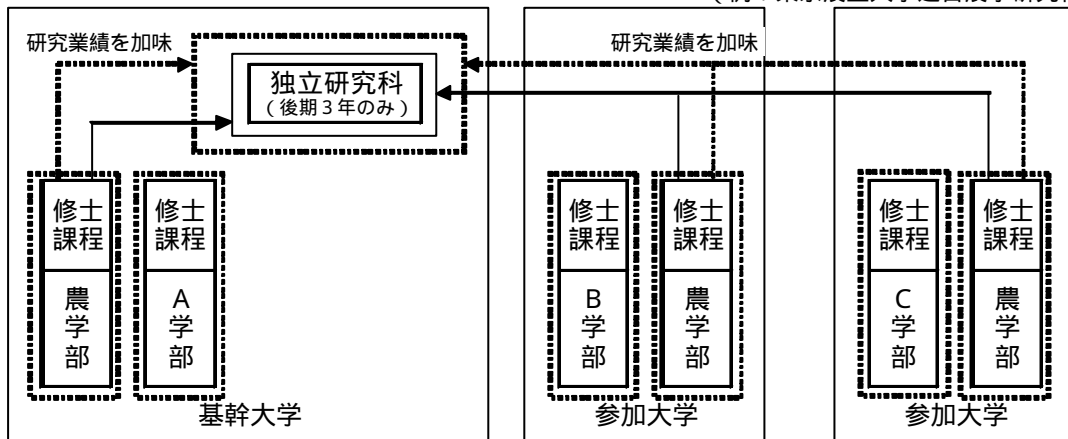 研究業績を加味
研究業績を加味
独立研究科
(後期3年のみ)
修士
課程
修士
課程
修士
課程
修士
課程
修士
課程
修士
課程
農
学
部
A
学
部
B
学
部
農
学
部
C
学
部
農
学
部
基幹大学
参加大学
参加大学